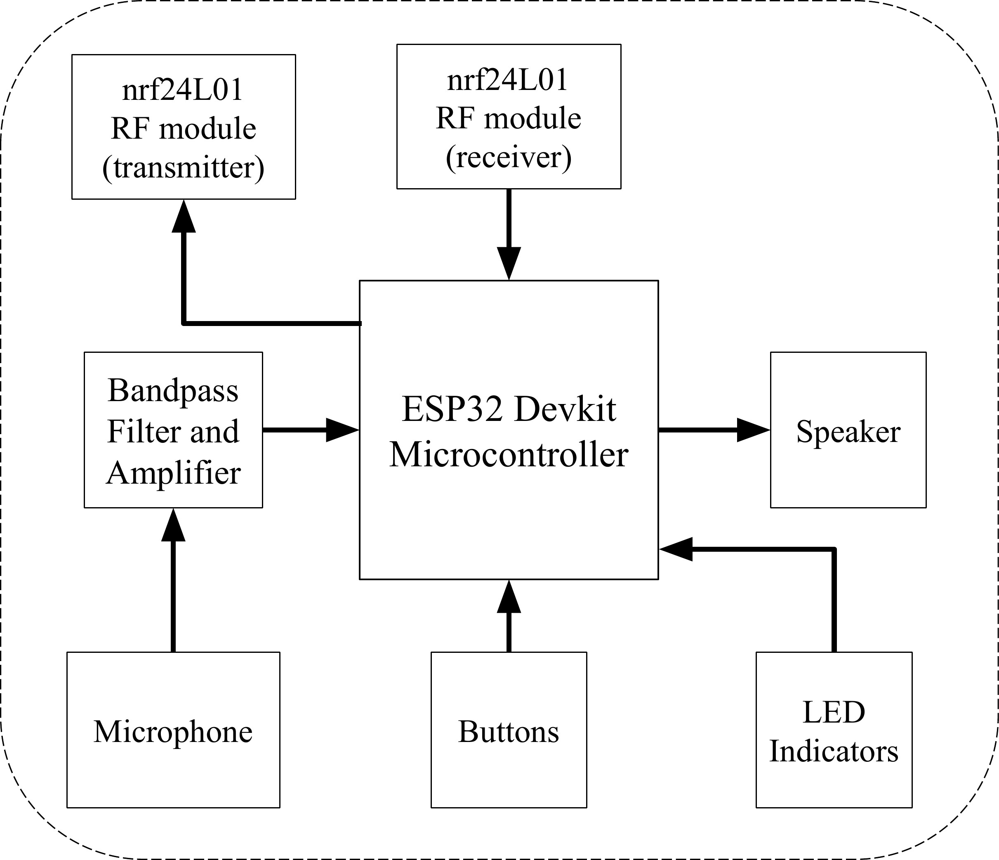 nrf24L01
RF module
(transmitter)
nrf24L01
RF module
(receiver)
Bandpass
Filter and
Amplifier
ESP32 Devkit
Microcontroller
Speaker
Microphone
Buttons
LED
Indicators